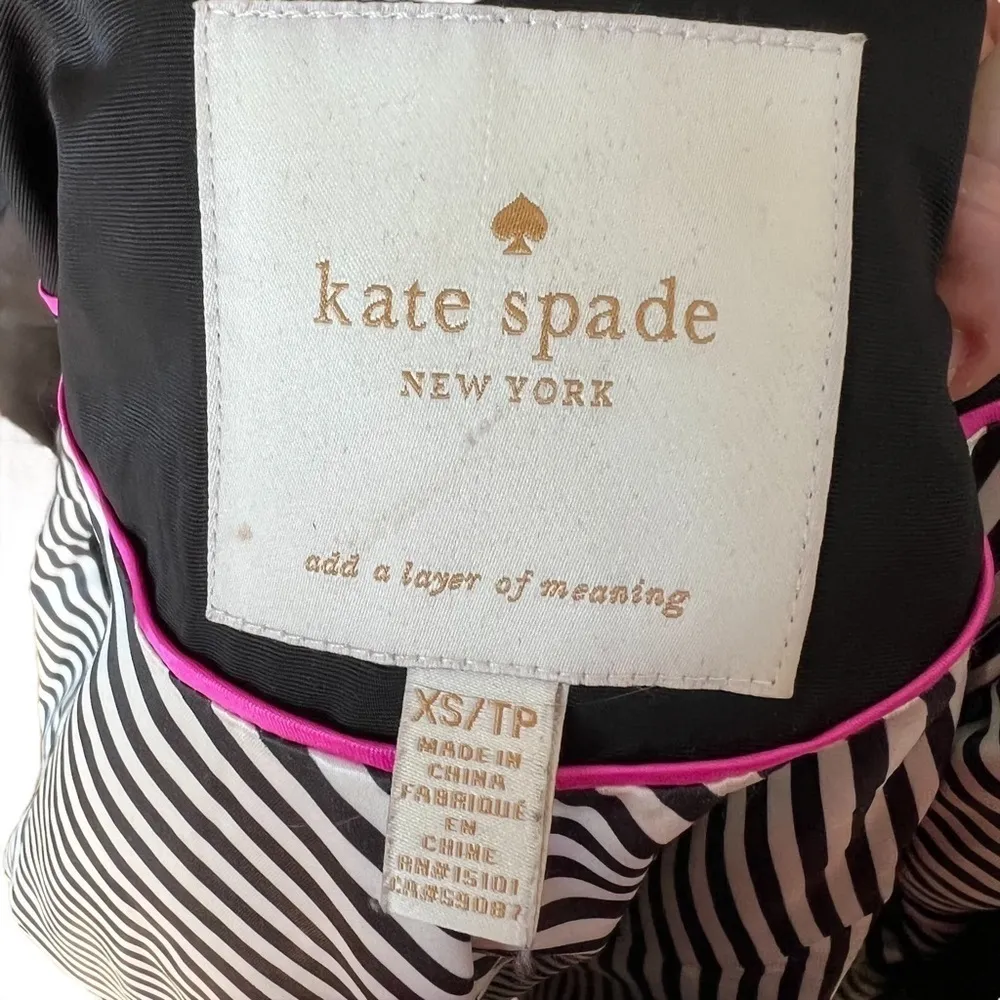 kate spade
NEW YORK
add a layer of meaning
XS/TP
MADE IN
CHINA
FABRIQUÉ
EN
CHINE
RN#15101
CA#59087